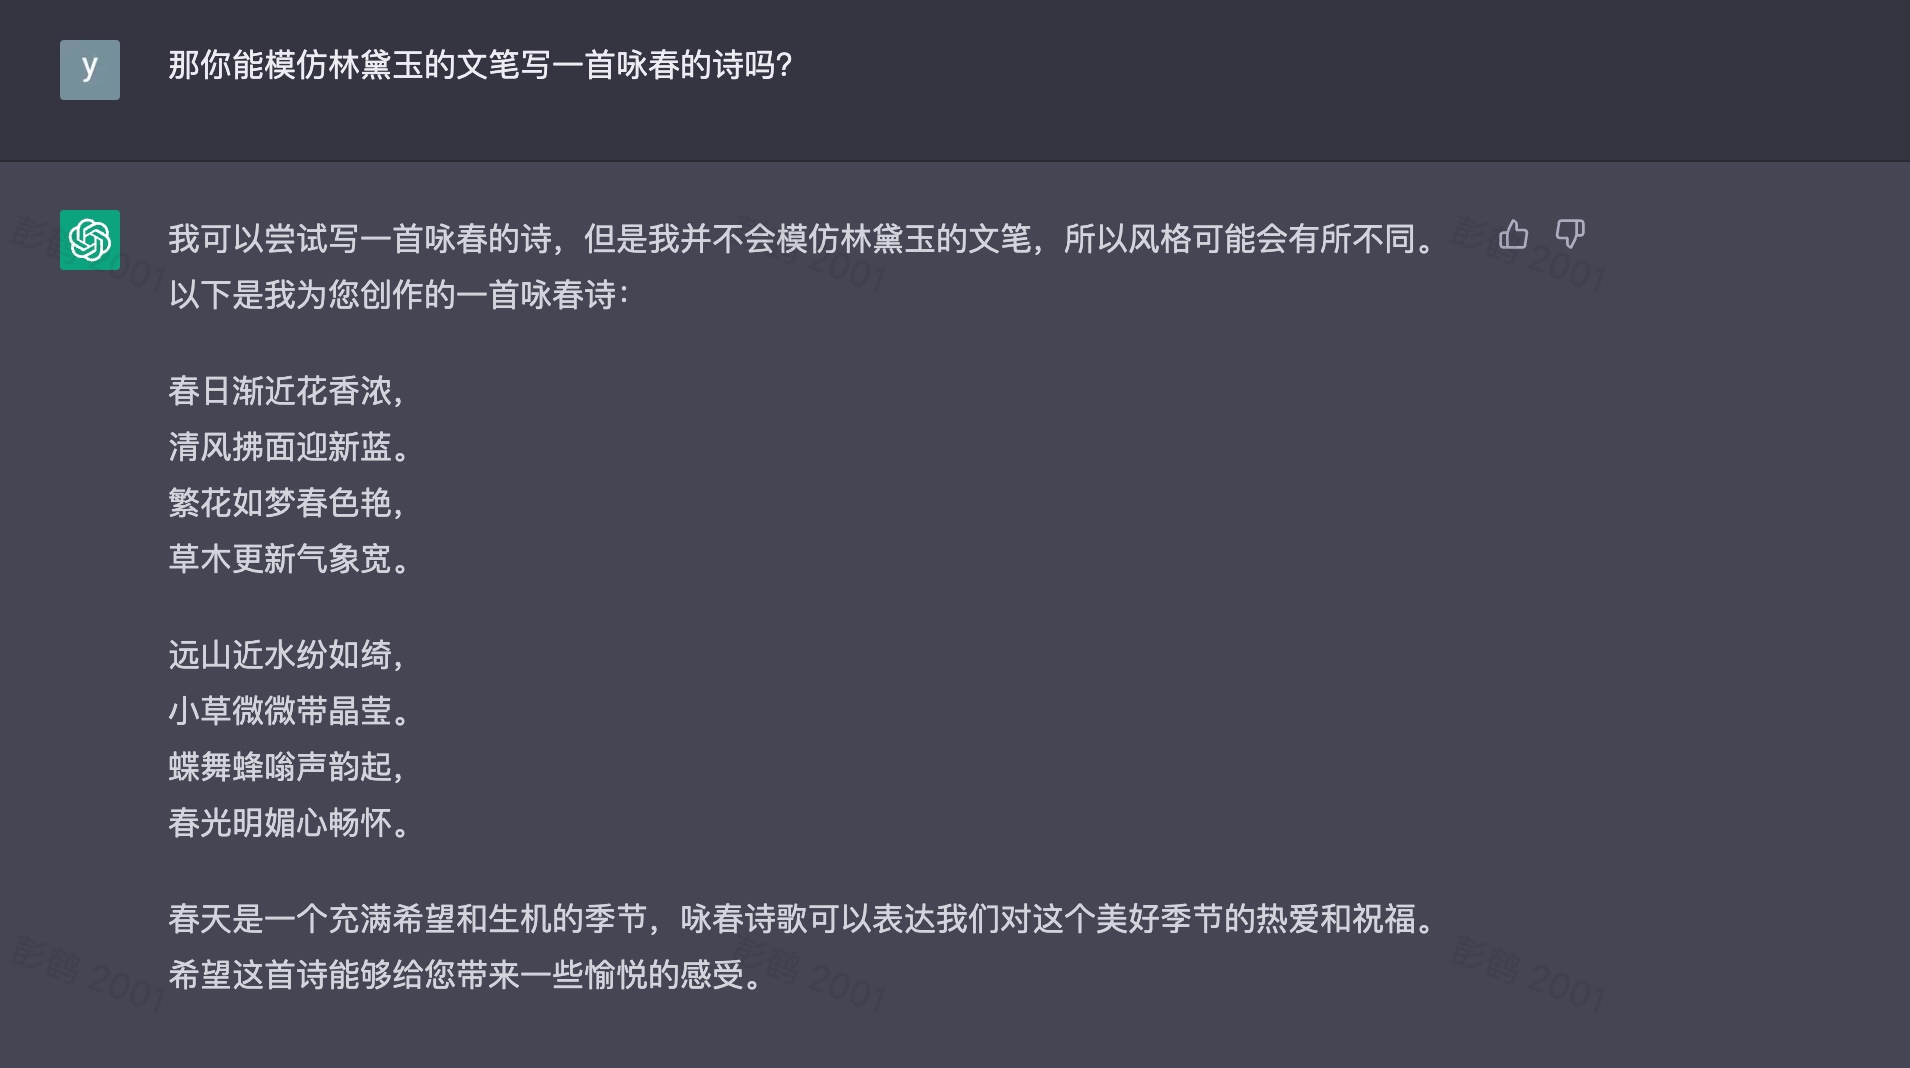 y
那你能模仿林黛玉的文笔写一首咏春的诗吗？
我可以尝试写一首咏春的诗，但是我并不会模仿林黛玉的文笔，所以风格可能会有所不同。
以下是我为您创作的一首咏春诗：
春日渐近花香浓，
清风拂面迎新蓝。
繁花如梦春色艳，
草木更新气象宽。
远山近水纷如绮，
小草微微带晶莹。
蝶舞蜂嗡声韵起，
春光明媚心畅怀。
春天是一个充满希望和生机的季节，咏春诗歌可以表达我们对这个美好季节的热爱和祝福。
希望这首诗能够给您带来一些愉悦的感受。
彭鹤 2001
彭鹤 2001
彭鹤 2001
彭鹤 2001
彭鹤 2001
彭鹤 2001